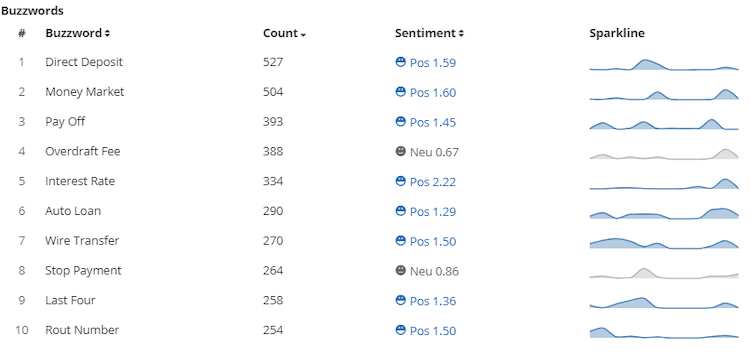 Buzzwords
# Buzzword Count Sentiment Sparkline
1 Direct Deposit 527 Pos 1.59
2 Money Market 504 Pos 1.60
3 Pay Off 393 Pos 1.45
4 Overdraft Fee 388 Neu 0.67
5 Interest Rate 334 Pos 2.22
6 Auto Loan 290 Pos 1.29
7 Wire Transfer 270 Pos 1.50
8 Stop Payment 264 Neu 0.86
9 Last Four 258 Pos 1.36
10 Rout Number 254 Pos 1.50